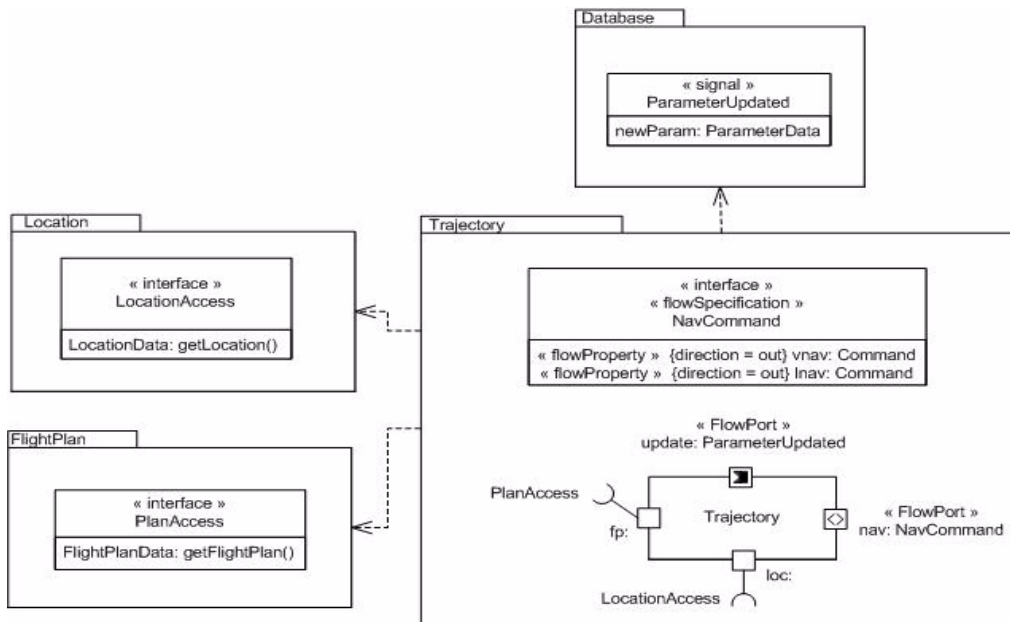 Database
« signal »
ParameterUpdated
newParam: ParameterData
Location
« interface »
LocationAccess
LocationData: getLocation()
FlightPlan
« interface »
PlanAccess
FlightPlanData: getFlightPlan()
Trajectory
« interface »
« flowSpecification »
NavCommand
« flowProperty » {direction = out} vnav: Command
« flowProperty » {direction = out} lnav: Command
« FlowPort »
update: ParameterUpdated
PlanAccess
fp:
Trajectory
« FlowPort »
nav: NavCommand
loc:
LocationAccess